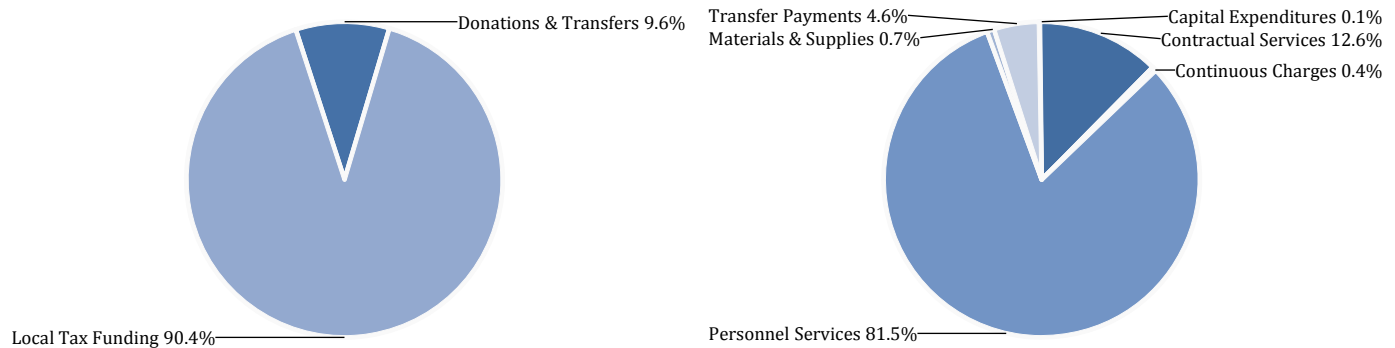 Donations & Transfers 9.6%
Local Tax Funding 90.4%
Transfer Payments 4.6%
Materials & Supplies 0.7%
Capital Expenditures 0.1%
Contractual Services 12.6%
Continuous Charges 0.4%
Personnel Services 81.5%